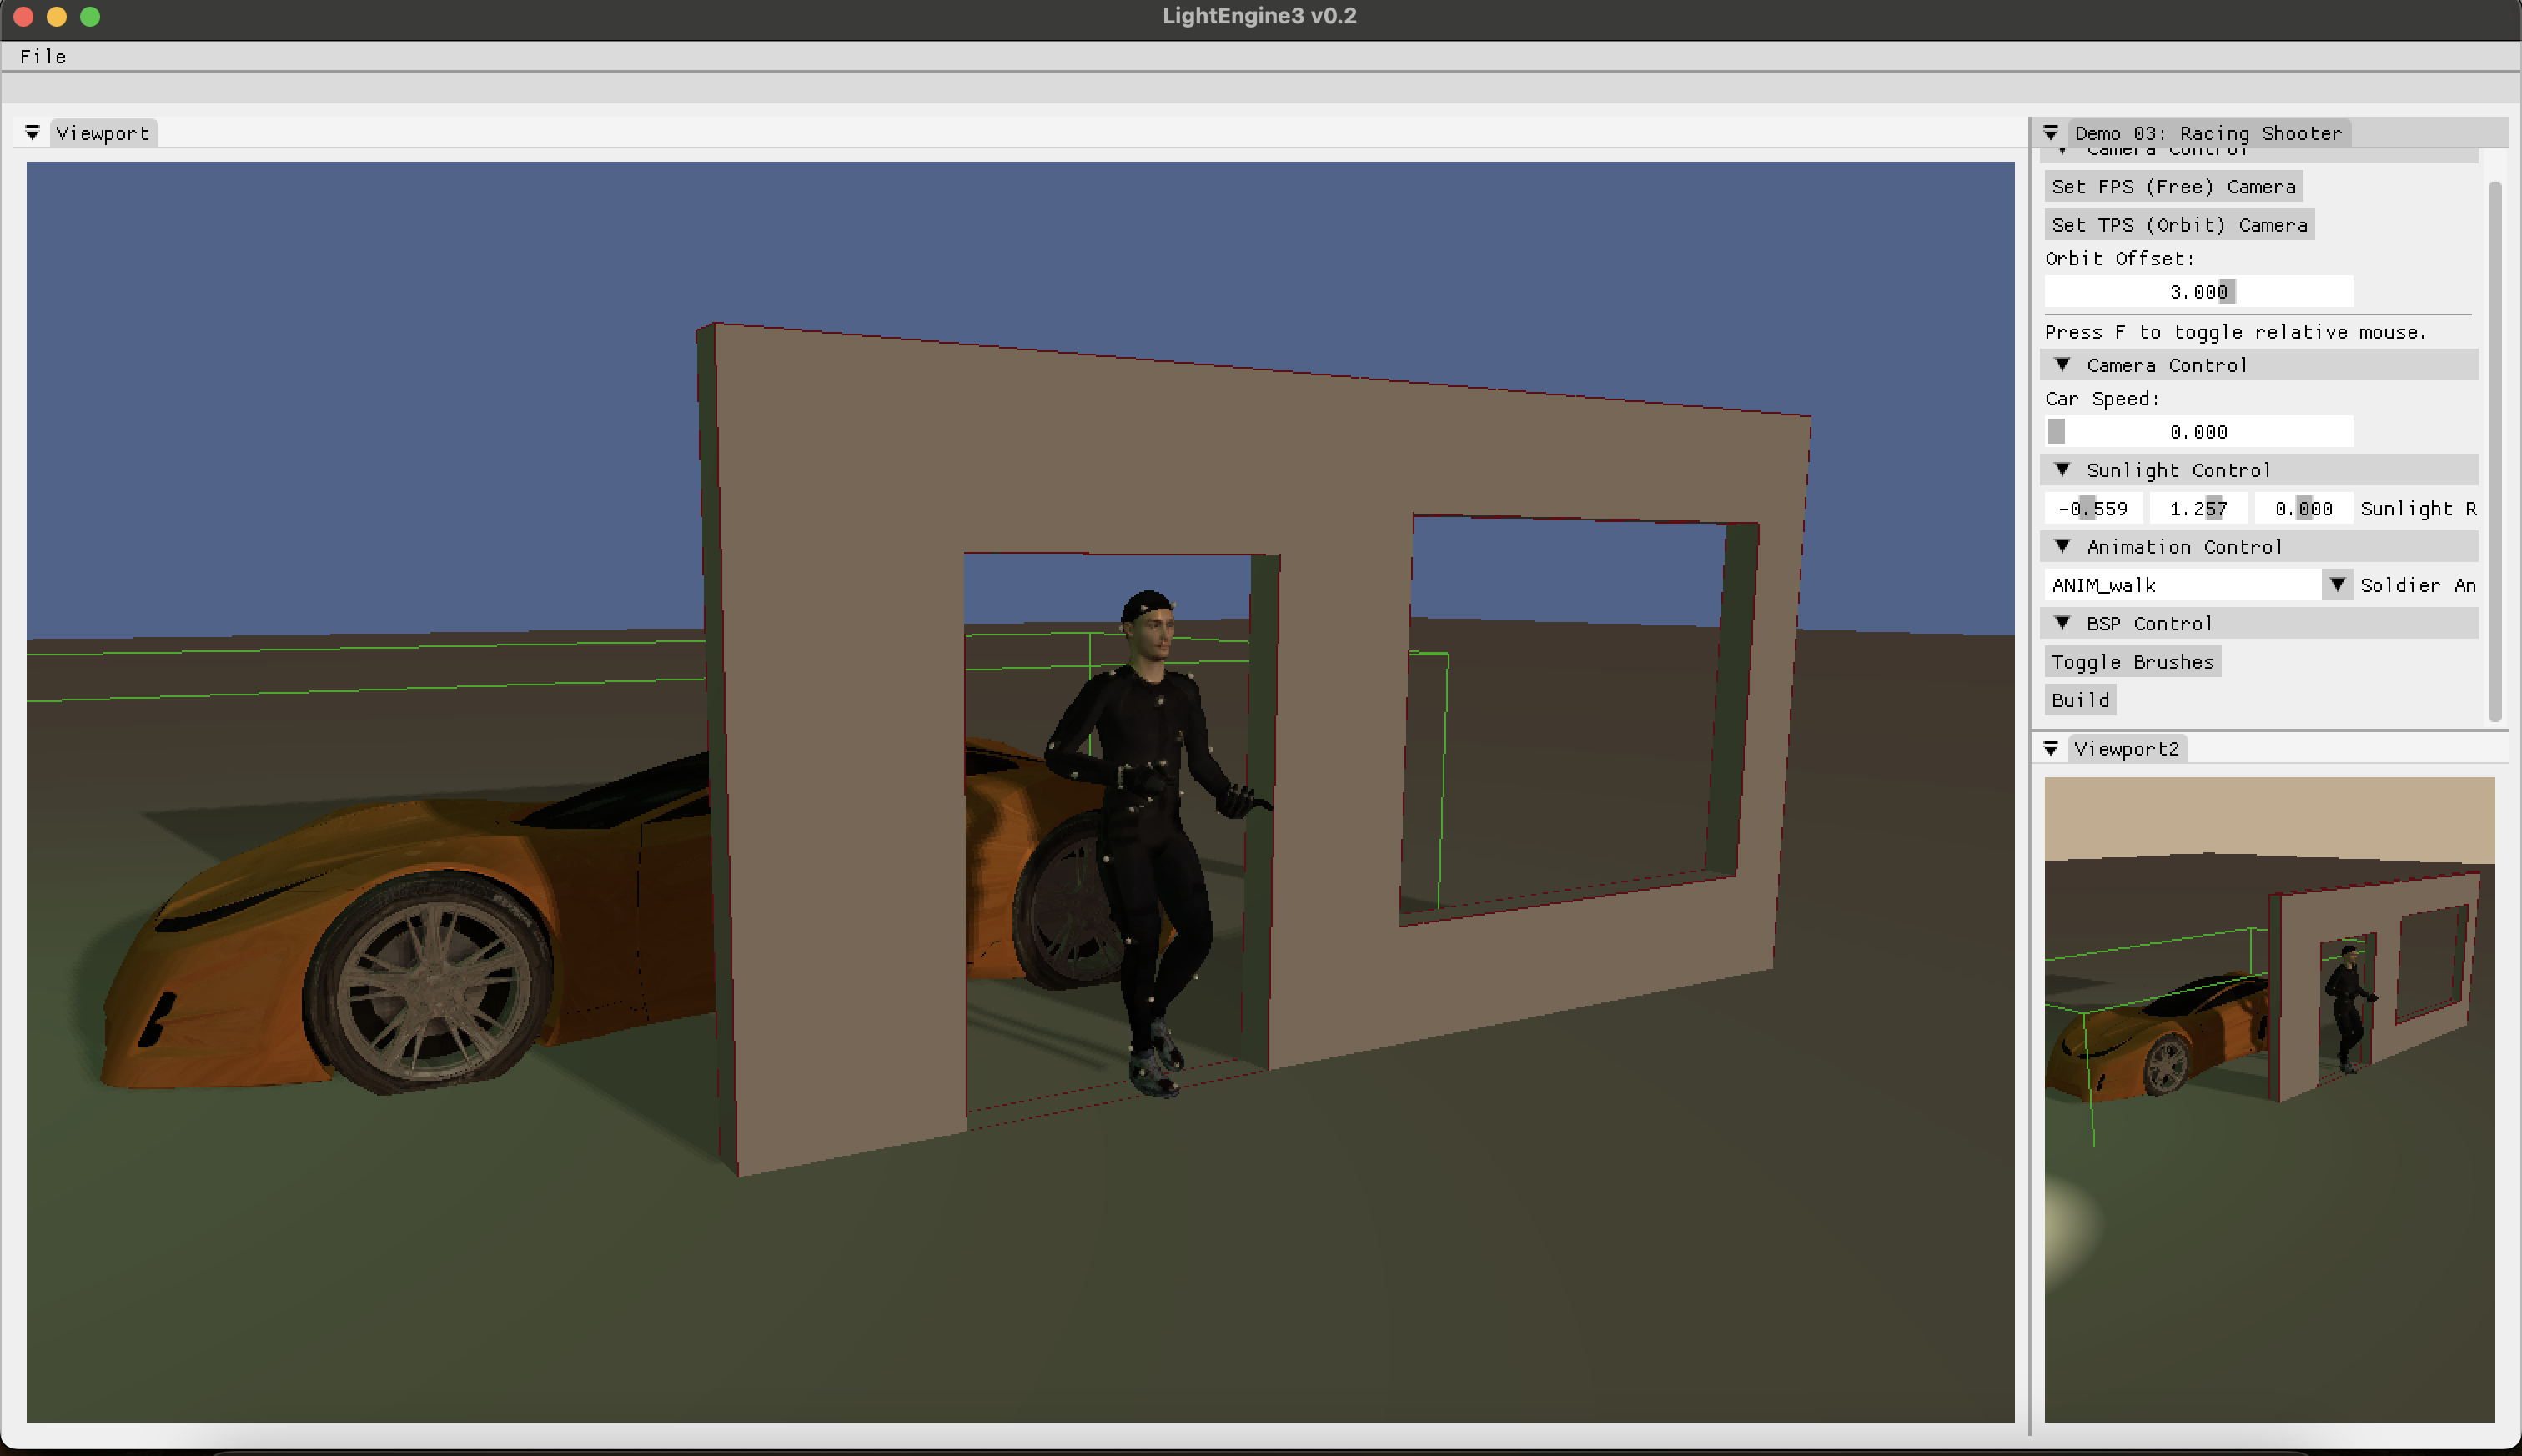 LightEngine3 v0.2
File
Viewport
Demo 03: Racing Shooter
Camera Control
Set FPS (Free) Camera
Set TPS (Orbit) Camera
Orbit Offset:
3.000
Press F to toggle relative mouse.
Camera Control
Car Speed:
0.000
Sunlight Control
-0.559 1.257 0.000 Sunlight R
Animation Control
ANIM_walk Soldier An
BSP Control
Toggle Brushes
Build
Viewport2